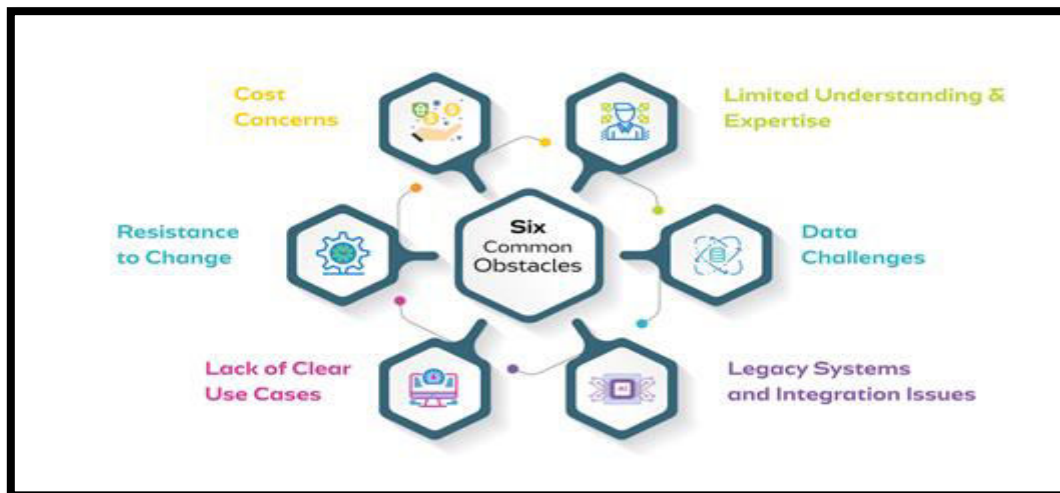 Six
Common
Obstacles
Cost
Concerns
Limited Understanding &
Expertise
Resistance
to Change
Data
Challenges
Lack of Clear
Use Cases
Legacy Systems
and Integration Issues